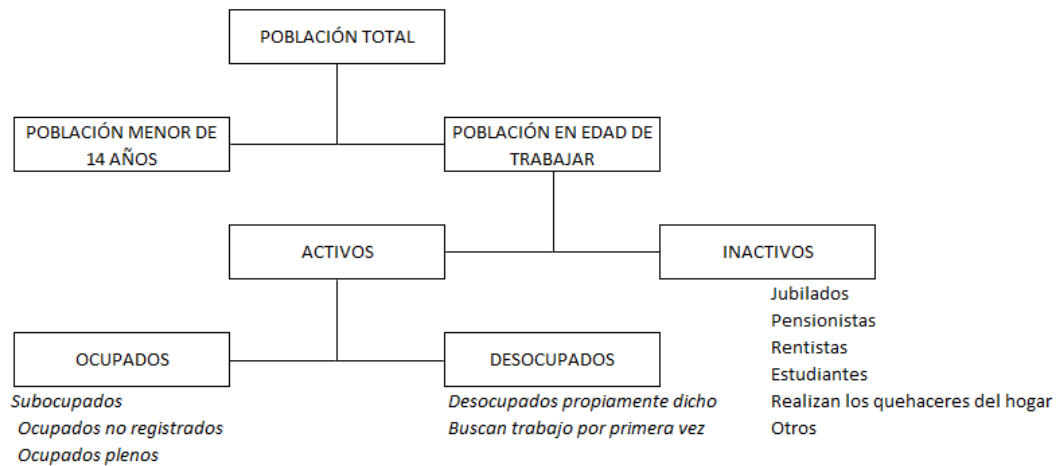 POBLACIÓN TOTAL
POBLACIÓN MENOR DE
14 AÑOS
POBLACIÓN EN EDAD DE
TRABAJAR
ACTIVOS
INACTIVOS
Jubilados
Pensionistas
Rentistas
Estudiantes
Realizan los quehaceres del hogar
Otros
OCUPADOS
Subocupados
Ocupados no registrados
Ocupados plenos
DESOCUPADOS
Desocupados propiamente dicho
Buscan trabajo por primera vez